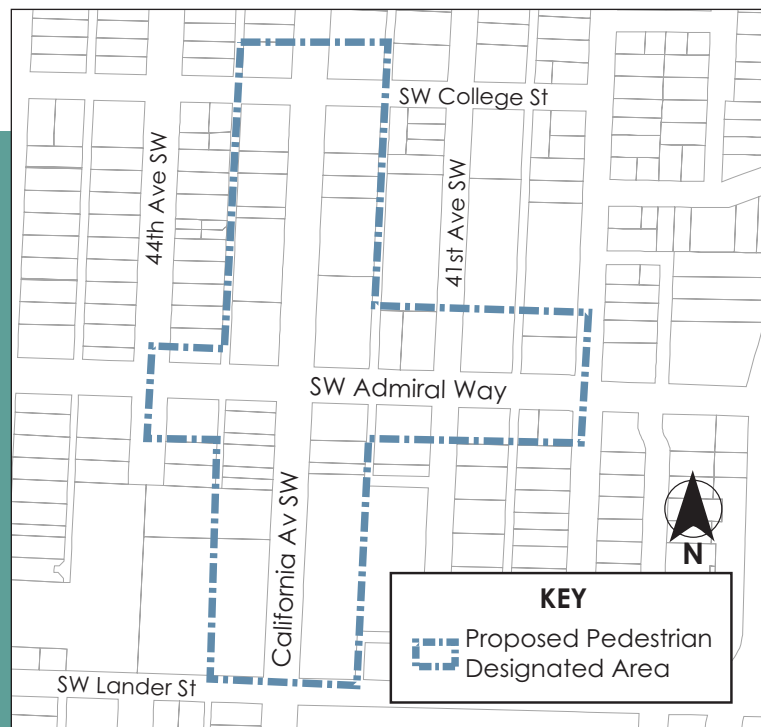 SW College St
44th Ave SW
41st Ave SW
SW Admiral Way
California Av SW
N
KEY
Proposed Pedestrian
Designated Area
SW Lander St